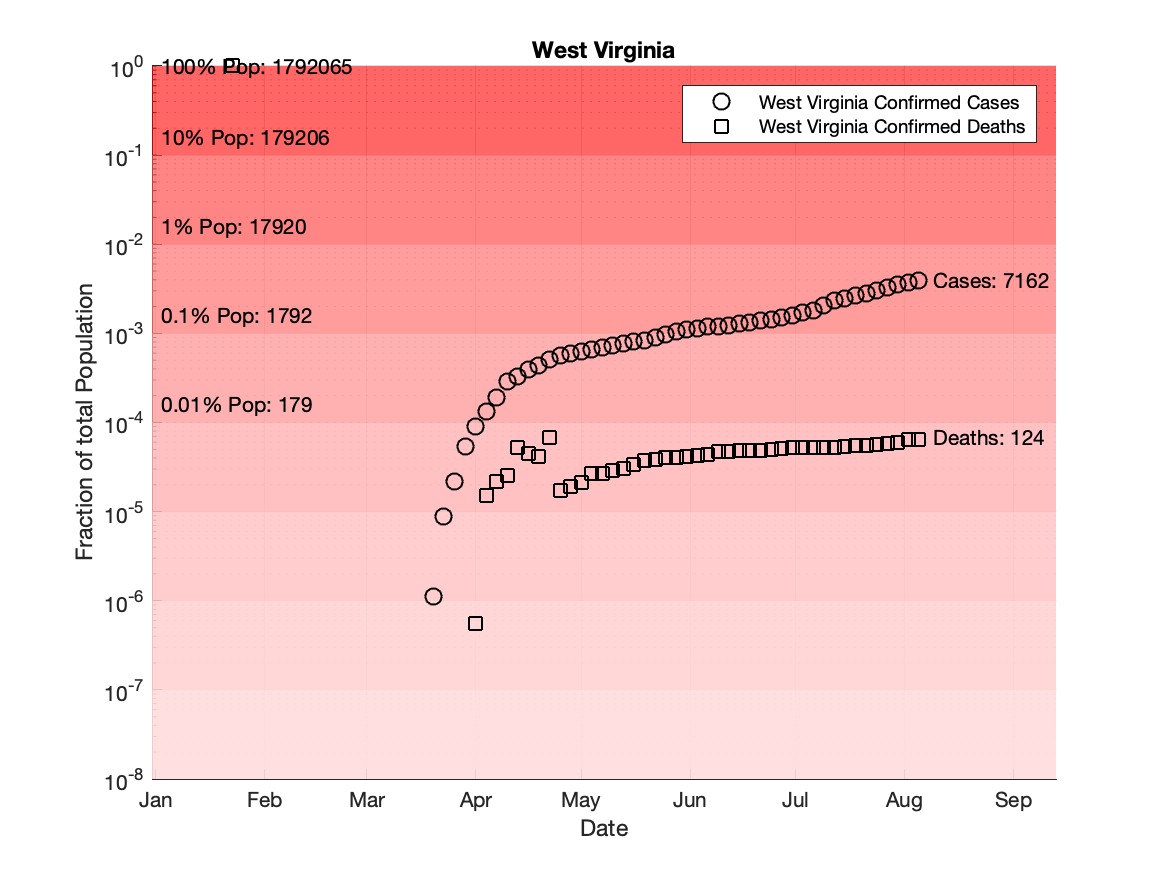 West Virginia
10^0
100% Pop: 1792065
West Virginia Confirmed Cases
West Virginia Confirmed Deaths
10% Pop: 179206
10^-1
1% Pop: 17920
10^-2
Cases: 7162
0.1% Pop: 1792
10^-3
0.01% Pop: 179
10^-4
Deaths: 124
10^-5
10^-6
10^-7
10^-8
Fraction of total Population
Jan Feb Mar Apr May Jun Jul Aug Sep
Date